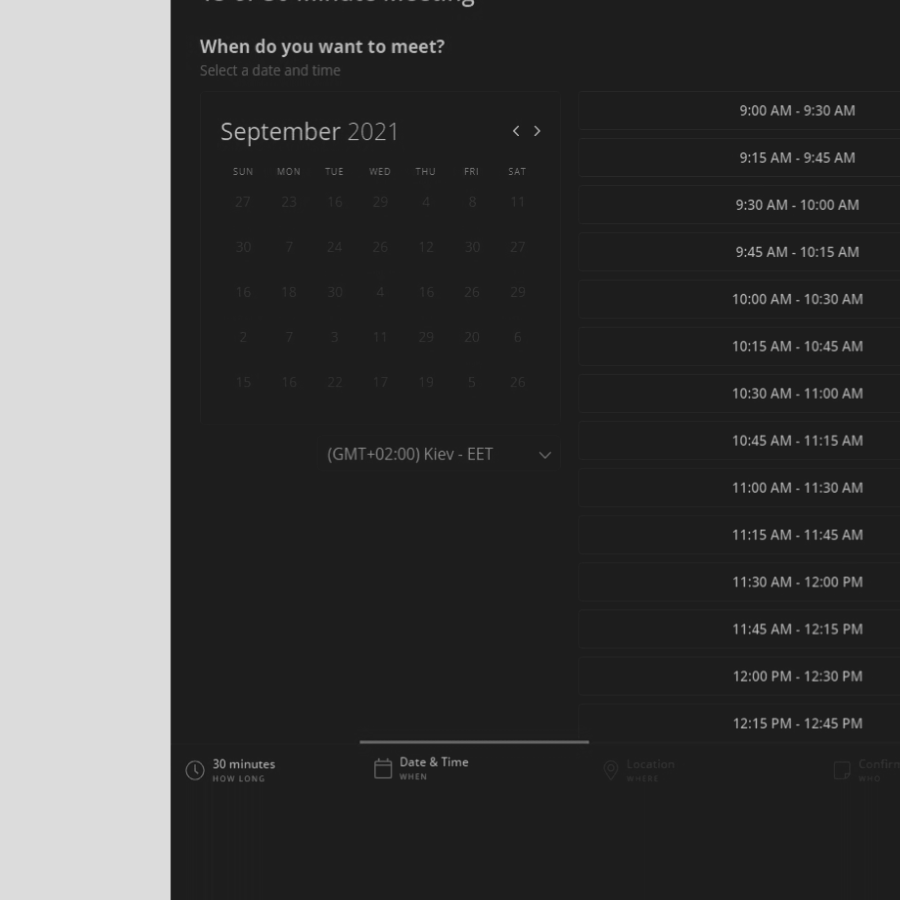 When do you want to meet?
Select a date and time
September 2021
SUN MON TUE WED THU FRI SAT
27 23 16 29 4 8 11
30 7 24 26 12 30 27
16 18 30 4 16 26 29
2 7 3 11 29 20 6
15 16 22 17 19 5 26
(GMT+02:00) Kiev - EET
9:00 AM - 9:30 AM
9:15 AM - 9:45 AM
9:30 AM - 10:00 AM
9:45 AM - 10:15 AM
10:00 AM - 10:30 AM
10:15 AM - 10:45 AM
10:30 AM - 11:00 AM
10:45 AM - 11:15 AM
11:00 AM - 11:30 AM
11:15 AM - 11:45 AM
11:30 AM - 12:00 PM
11:45 AM - 12:15 PM
12:00 PM - 12:30 PM
12:15 PM - 12:45 PM
30 minutes
HOW LONG
Date & Time
WHEN
Location
WHERE
Confirm
WHO